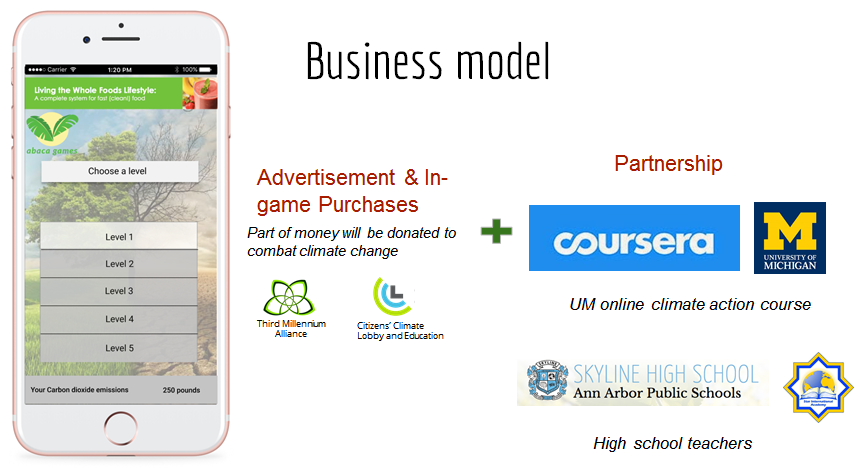 Business model
Carrier
1:20 PM
100%
Living the Whole Foods Lifestyle:
A complete system for fast (clean!) food
abaca games
Choose a level
Level 1
Level 2
Level 3
Level 4
Level 5
Your Carbon dioxide emissions
250 pounds
Advertisement & In-
game Purchases
Part of money will be donated to
combat climate change
Third Millennium
Alliance
Citizens' Climate
Lobby and Education
+
Partnership
coursera
M
UNIVERSITY OF
MICHIGAN
UM online climate action course
SKYLINE
SKYLINE HIGH SCHOOL
Ann Arbor Public Schools
Star International
Academy
High school teachers